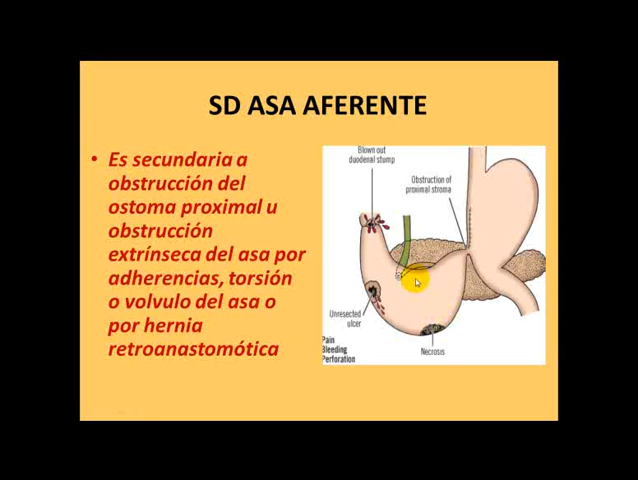 SD ASA AFERENTE
• Es secundaria a
obstrucción del
ostoma proximal u
obstrucción
extrínseca del asa por
adherencias, torsión
o volvulo del asa o
por hernia
retroanastomótica
Blown out
duodenal stump
Obstruction of
proximal stroma
Unresected
ulcer
Pain
Bleeding
Perforation
Necrosis